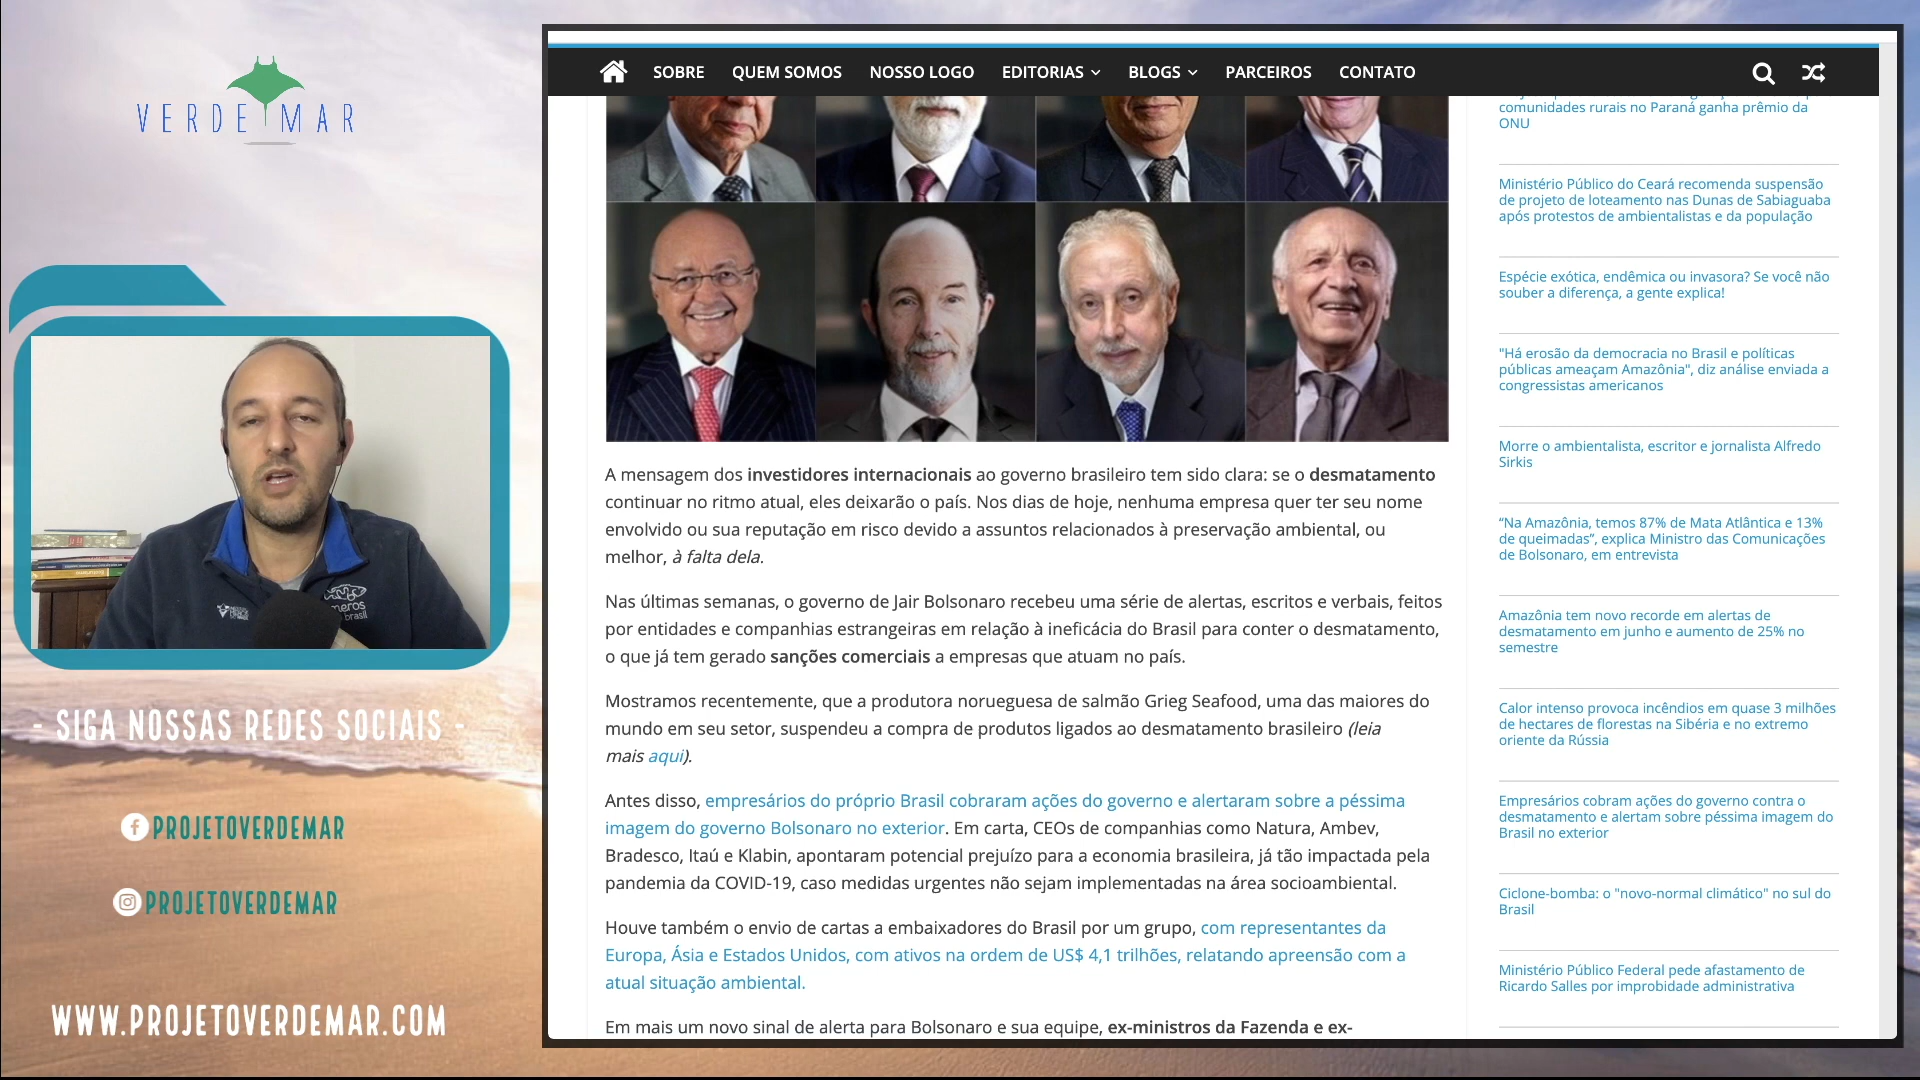 VERDE MAR
- SIGA NOSSAS REDES SOCIAIS -
PROJETOVERDEMAR
PROJETOVERDEMAR
WWW.PROJETOVERDEMAR.COM
SOBRE QUEM SOMOS NOSSO LOGO EDITORIAS BLOGS PARCEIROS CONTATO
A mensagem dos investidores internacionais ao governo brasileiro tem sido clara: se o desmatamento
continuar no ritmo atual, eles deixarão o país. Nos dias de hoje, nenhuma empresa quer ter seu nome
envolvido ou sua reputação em risco devido a assuntos relacionados à preservação ambiental, ou
melhor, à falta dela.
Nas últimas semanas, o governo de Jair Bolsonaro recebeu uma série de alertas, escritos e verbais, feitos
por entidades e companhias estrangeiras em relação à ineficácia do Brasil para conter o desmatamento,
o que já tem gerado sanções comerciais a empresas que atuam no país.
Mostramos recentemente, que a produtora norueguesa de salmão Grieg Seafood, uma das maiores do
mundo em seu setor, suspendeu a compra de produtos ligados ao desmatamento brasileiro (leia
mais aqui).
Antes disso, empresários do próprio Brasil cobraram ações do governo e alertaram sobre a péssima
imagem do governo Bolsonaro no exterior. Em carta, CEOs de companhias como Natura, Ambev,
Bradesco, Itaú e Klabin, apontaram potencial prejuízo para a economia brasileira, já tão impactada pela
pandemia da COVID-19, caso medidas urgentes não sejam implementadas na área socioambiental.
Houve também o envio de cartas a embaixadores do Brasil por um grupo, com representantes da
Europa, Ásia e Estados Unidos, com ativos na ordem de US$ 4,1 trilhões, relatando apreensão com a
atual situação ambiental.
Em mais um novo sinal de alerta para Bolsonaro e sua equipe, ex-ministros da Fazenda e ex-
comunidades rurais no Paraná ganha prêmio da
ONU
Ministério Público do Ceará recomenda suspensão
de projeto de loteamento nas Dunas de Sabiaguaba
após protestos de ambientalistas e da população
Espécie exótica, endêmica ou invasora? Se você não
souber a diferença, a gente explica!
"Há erosão da democracia no Brasil e políticas
públicas ameaçam Amazônia", diz análise enviada a
congressistas americanos
Morre o ambientalista, escritor e jornalista Alfredo
Sirkis
“Na Amazônia, temos 87% de Mata Atlântica e 13%
de queimadas”, explica Ministro das Comunicações
de Bolsonaro, em entrevista
Amazônia tem novo recorde em alertas de
desmatamento em junho e aumento de 25% no
semestre
Calor intenso provoca incêndios em quase 3 milhões
de hectares de florestas na Sibéria e no extremo
oriente da Rússia
Empresários cobram ações do governo contra o
desmatamento e alertam sobre péssima imagem do
Brasil no exterior
Ciclone-bomba: o "novo-normal climático" no sul do
Brasil
Ministério Público Federal pede afastamento de
Ricardo Salles por improbidade administrativa